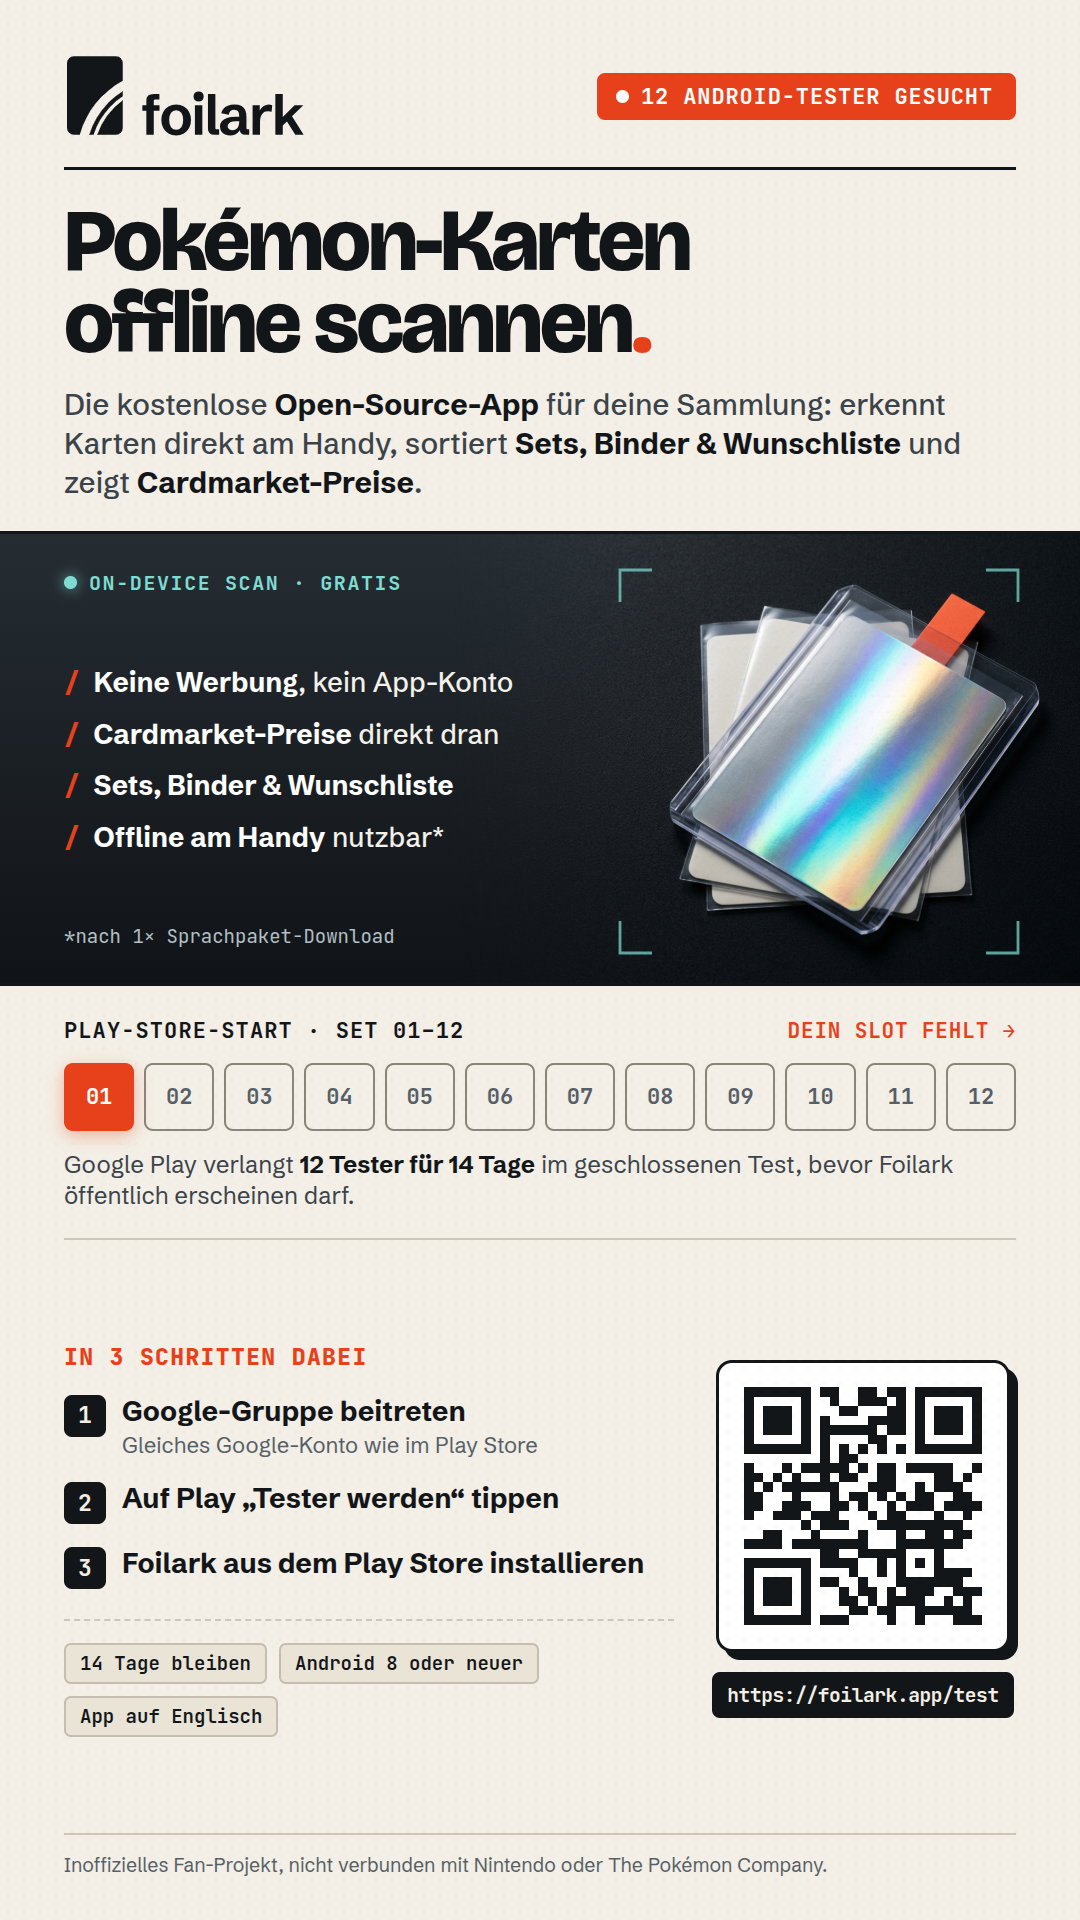 foilark
12 ANDROID-TESTER GESUCHT
Pokémon-Karten
offline scannen.
Die kostenlose Open-Source-App für deine Sammlung: erkennt
Karten direkt am Handy, sortiert Sets, Binder & Wunschliste und
zeigt Cardmarket-Preise.
ON-DEVICE SCAN · GRATIS
/ Keine Werbung, kein App-Konto
/ Cardmarket-Preise direkt dran
/ Sets, Binder & Wunschliste
/ Offline am Handy nutzbar*
*nach 1× Sprachpaket-Download
PLAY-STORE-START · SET 01–12
DEIN SLOT FEHLT →
01 02 03 04 05 06 07 08 09 10 11 12
Google Play verlangt 12 Tester für 14 Tage im geschlossenen Test, bevor Foilark
öffentlich erscheinen darf.
IN 3 SCHRITTEN DABEI
1 Google-Gruppe beitreten
Gleiches Google-Konto wie im Play Store
2 Auf Play „Tester werden“ tippen
3 Foilark aus dem Play Store installieren
14 Tage bleiben
Android 8 oder neuer
App auf Englisch
https://foilark.app/test
Inoffizielles Fan-Projekt, nicht verbunden mit Nintendo oder The Pokémon Company.